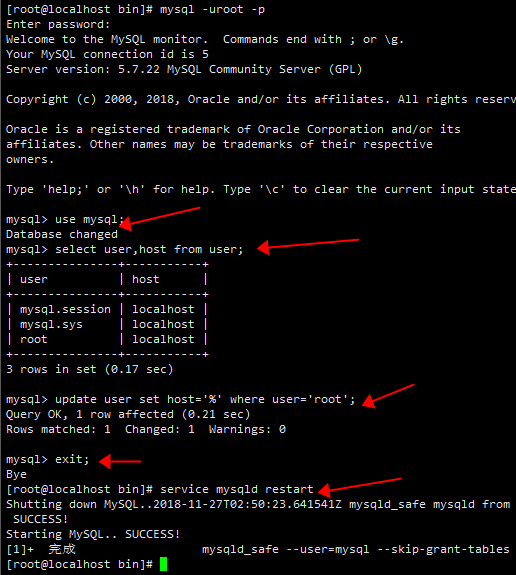 [root@localhost bin]# mysql -uroot -p
Enter password:
Welcome to the MySQL monitor.  Commands end with ; or \g.
Your MySQL connection id is 5
Server version: 5.7.22 MySQL Community Server (GPL)
Copyright (c) 2000, 2018, Oracle and/or its affiliates. All rights reserv
Oracle is a registered trademark of Oracle Corporation and/or its
affiliates. Other names may be trademarks of their respective
owners.
Type 'help;' or '\h' for help. Type '\c' to clear the current input state
mysql> use mysql;
Database changed
mysql> select user,host from user;
+---------------+-----------+
| user          | host      |
+---------------+-----------+
| mysql.session | localhost |
| mysql.sys     | localhost |
| root          | localhost |
+---------------+-----------+
3 rows in set (0.17 sec)
mysql> update user set host='%' where user='root';
Query OK, 1 row affected (0.21 sec)
Rows matched: 1  Changed: 1  Warnings: 0
mysql> exit;
Bye
[root@localhost bin]# service mysqld restart
Shutting down MySQL..2018-11-27T02:50:23.641541Z mysqld_safe mysqld from
 SUCCESS!
Starting MySQL.. SUCCESS!
[1]+  完成                  mysqld_safe --user=mysql --skip-grant-tables
[root@localhost bin]#